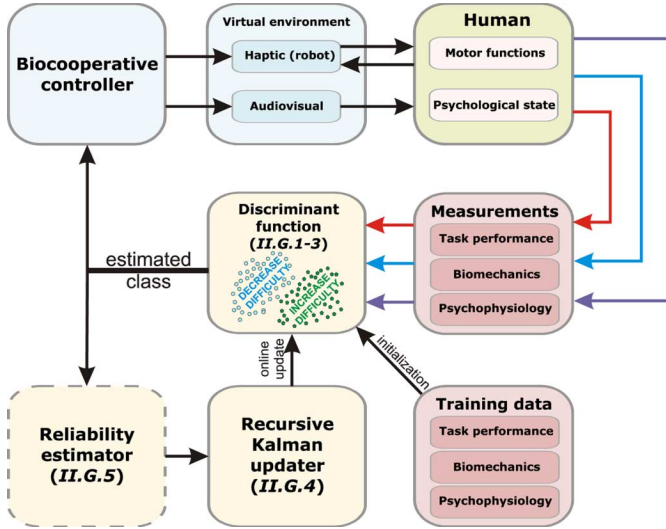 Biocooperative
controller
Virtual environment
Haptic (robot)
Audiovisual
Human
Motor functions
Psychological state
Discriminant
function
(II.G.1-3)
DECREASE
DIFFICULTY
INCREASE
DIFFICULTY
Measurements
Task performance
Biomechanics
Psychophysiology
estimated
class
online
update
initialization
Reliability
estimator
(II.G.5)
Recursive
Kalman
updater
(II.G.4)
Training data
Task performance
Biomechanics
Psychophysiology